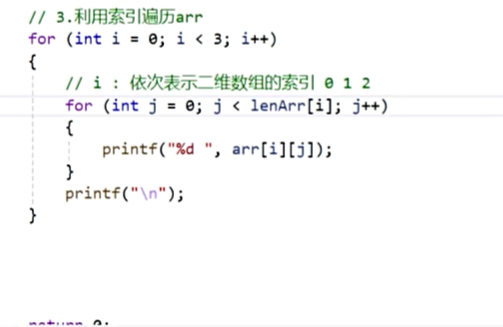 // 3.利用索引遍历arr
for (int i = 0; i < 3; i++)
{
// i : 依次表示二维数组的索引 0 1 2
for (int j = 0; j < lenArr[i]; j++)
{
printf("%d ", arr[i][j]);
}
printf("\n");
}